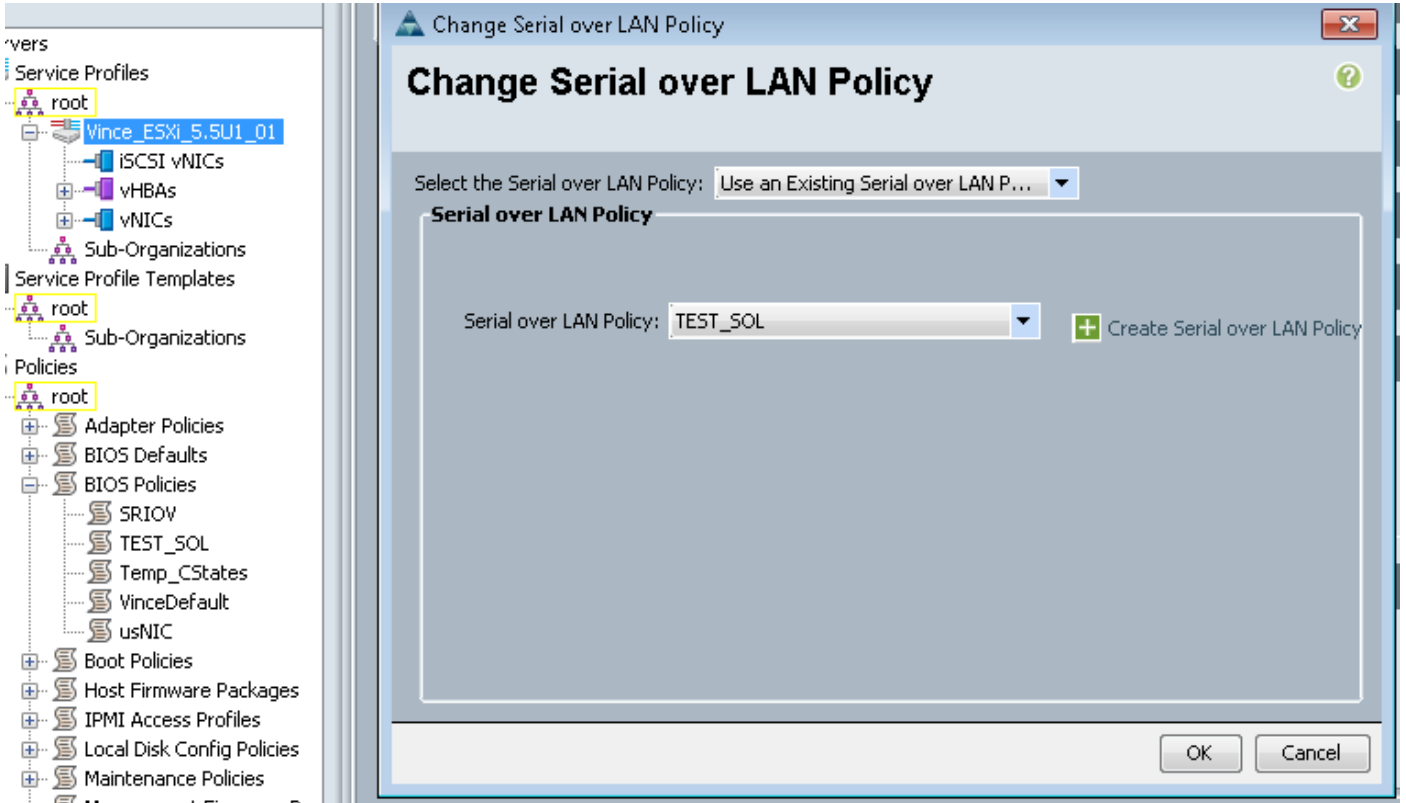 rvers
Service Profiles
root
Vince_ESXi_5.5U1_01
iSCSI vNICs
vHBAs
vNICs
Sub-Organizations
Service Profile Templates
root
Sub-Organizations
Policies
root
Adapter Policies
BIOS Defaults
BIOS Policies
SRIOV
TEST_SOL
Temp_CStates
VinceDefault
usNIC
Boot Policies
Host Firmware Packages
IPMI Access Profiles
Local Disk Config Policies
Maintenance Policies
Change Serial over LAN Policy
Change Serial over LAN Policy
Select the Serial over LAN Policy: Use an Existing Serial over LAN P...
Serial over LAN Policy
Serial over LAN Policy: TEST_SOL
Create Serial over LAN Policy
OK Cancel